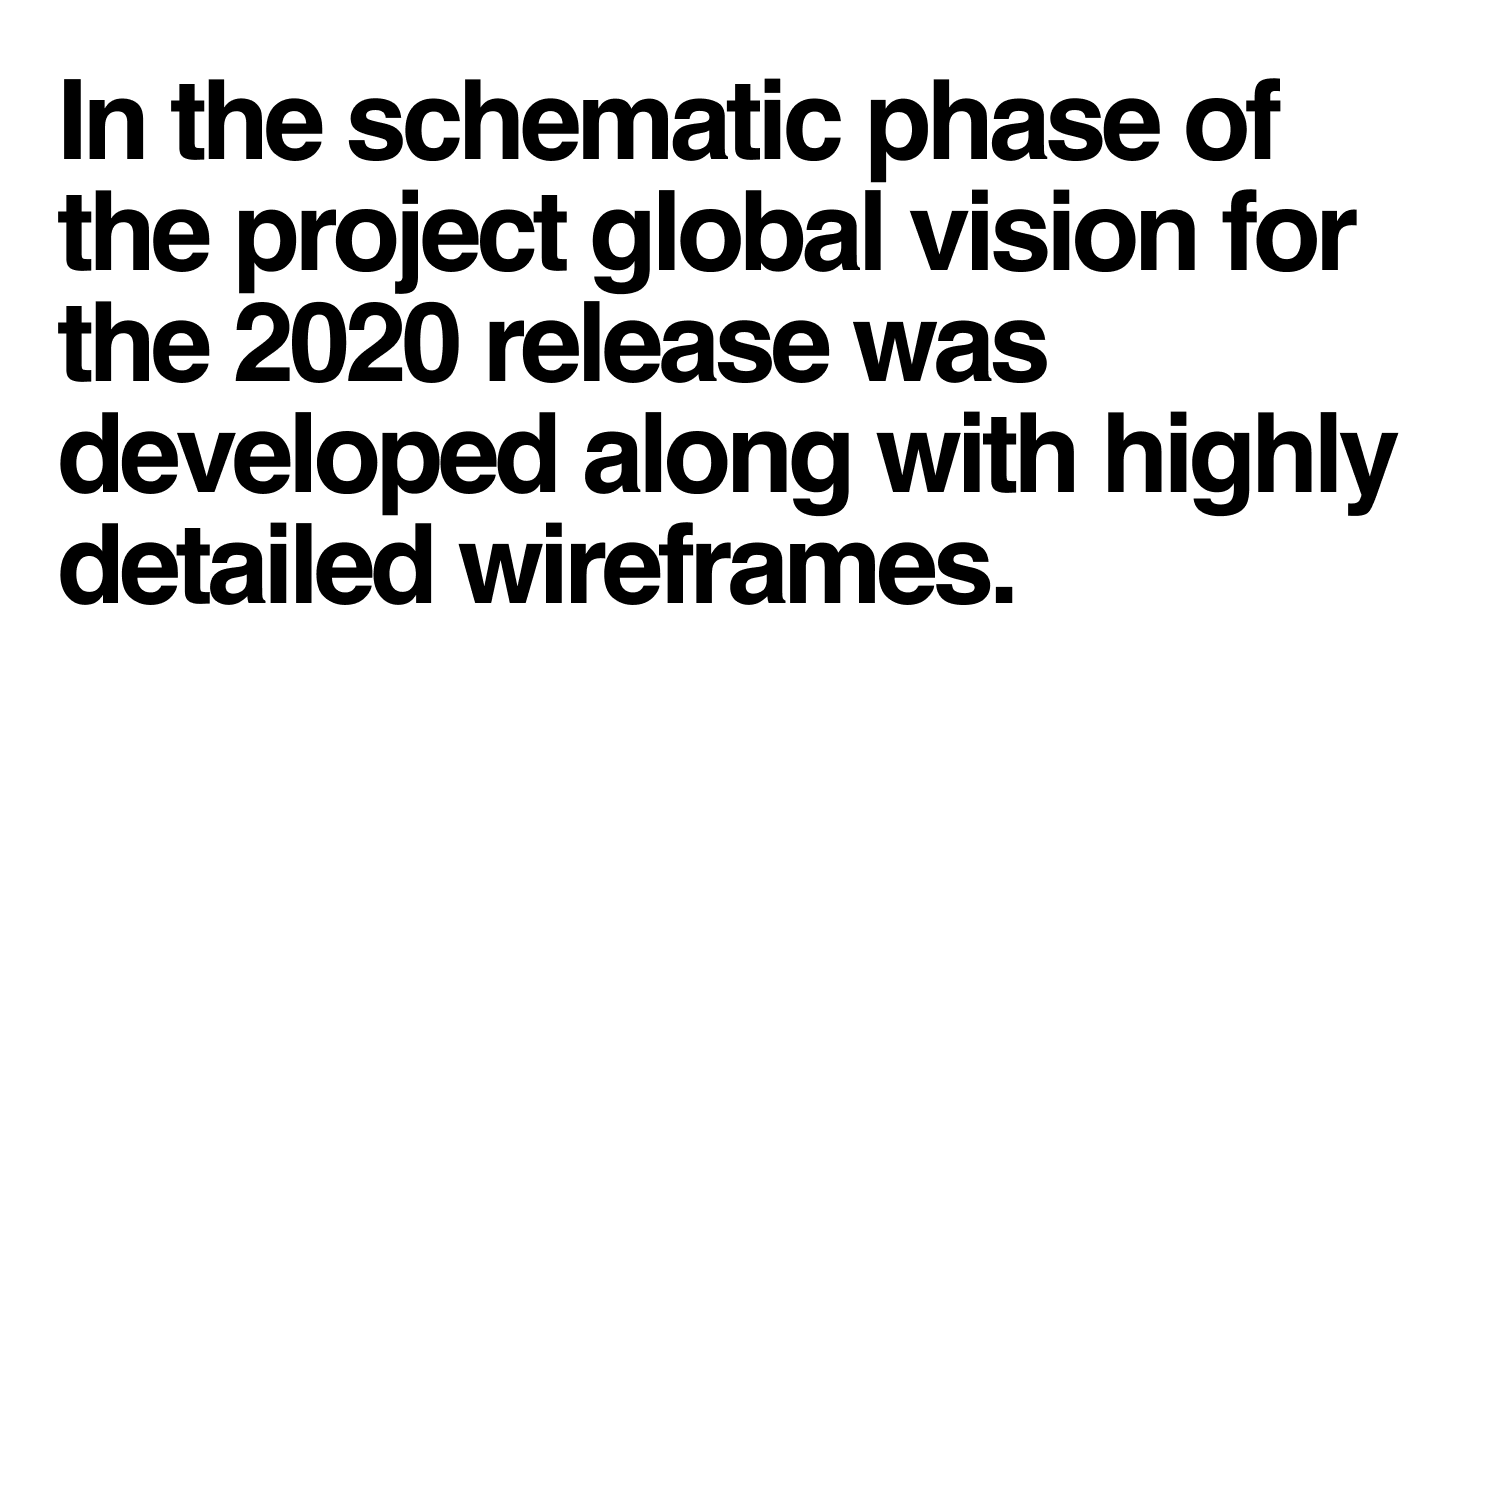 In the schematic phase of
the project global vision for
the 2020 release was
developed along with highly
detailed wireframes.